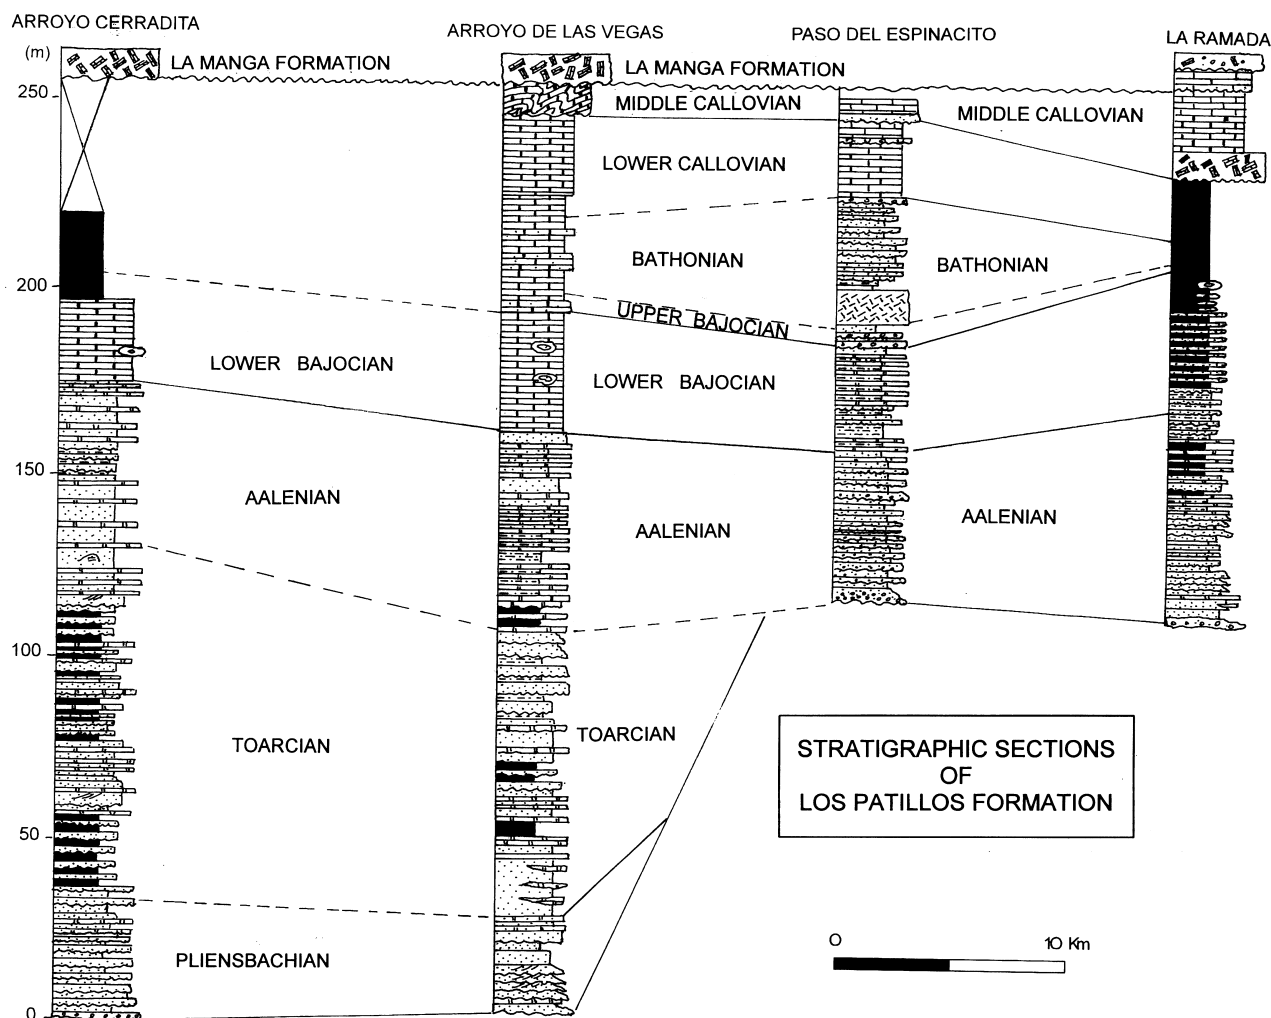 ARROYO CERRADITA
ARROYO DE LAS VEGAS
PASO DEL ESPINACITO
LA RAMADA
(m)
LA MANGA FORMATION
LA MANGA FORMATION
250
MIDDLE CALLOVIAN
MIDDLE CALLOVIAN
LOWER CALLOVIAN
BATHONIAN
BATHONIAN
200
UPPER BAJOCIAN
LOWER BAJOCIAN
LOWER BAJOCIAN
150
AALENIAN
AALENIAN
AALENIAN
100
TOARCIAN
TOARCIAN
STRATIGRAPHIC SECTIONS
OF
LOS PATILLOS FORMATION
50
PLIENSBACHIAN
0 10 Km
0